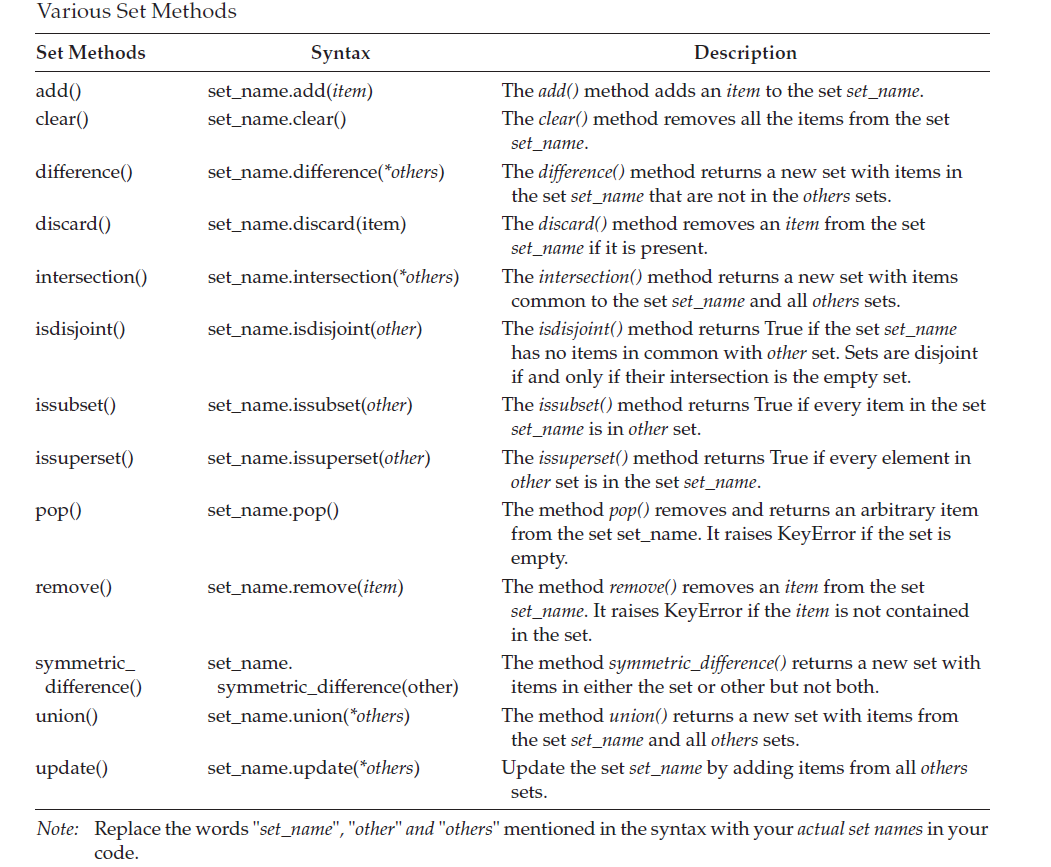 Various Set Methods
Set Methods Syntax Description
add() set_name.add(item) The add() method adds an item to the set set_name.
clear() set_name.clear() The clear() method removes all the items from the set
set_name.
difference() set_name.difference(*others) The difference() method returns a new set with items in
the set set_name that are not in the others sets.
discard() set_name.discard(item) The discard() method removes an item from the set
set_name if it is present.
intersection() set_name.intersection(*others) The intersection() method returns a new set with items
common to the set set_name and all others sets.
isdisjoint() set_name.isdisjoint(other) The isdisjoint() method returns True if the set set_name
has no items in common with other set. Sets are disjoint
if and only if their intersection is the empty set.
issubset() set_name.issubset(other) The issubset() method returns True if every item in the set
set_name is in other set.
issuperset() set_name.issuperset(other) The issuperset() method returns True if every element in
other set is in the set set_name.
pop() set_name.pop() The method pop() removes and returns an arbitrary item
from the set set_name. It raises KeyError if the set is
empty.
remove() set_name.remove(item) The method remove() removes an item from the set
set_name. It raises KeyError if the item is not contained
in the set.
symmetric_ set_name. The method symmetric_difference() returns a new set with
difference() symmetric_difference(other) items in either the set or other but not both.
union() set_name.union(*others) The method union() returns a new set with items from
the set set_name and all others sets.
update() set_name.update(*others) Update the set set_name by adding items from all others
sets.
Note: Replace the words "set_name", "other" and "others" mentioned in the syntax with your actual set names in your
code.